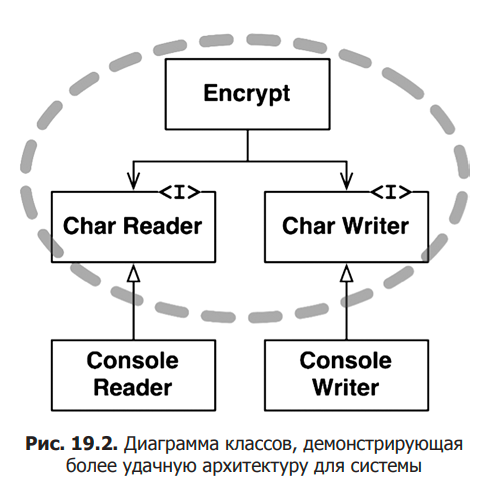 Encrypt
<I>
<I>
Char Reader
Char Writer
Console
Reader
Console
Writer
Рис. 19.2. Диаграмма классов, демонстрирующая
более удачную архитектуру для системы